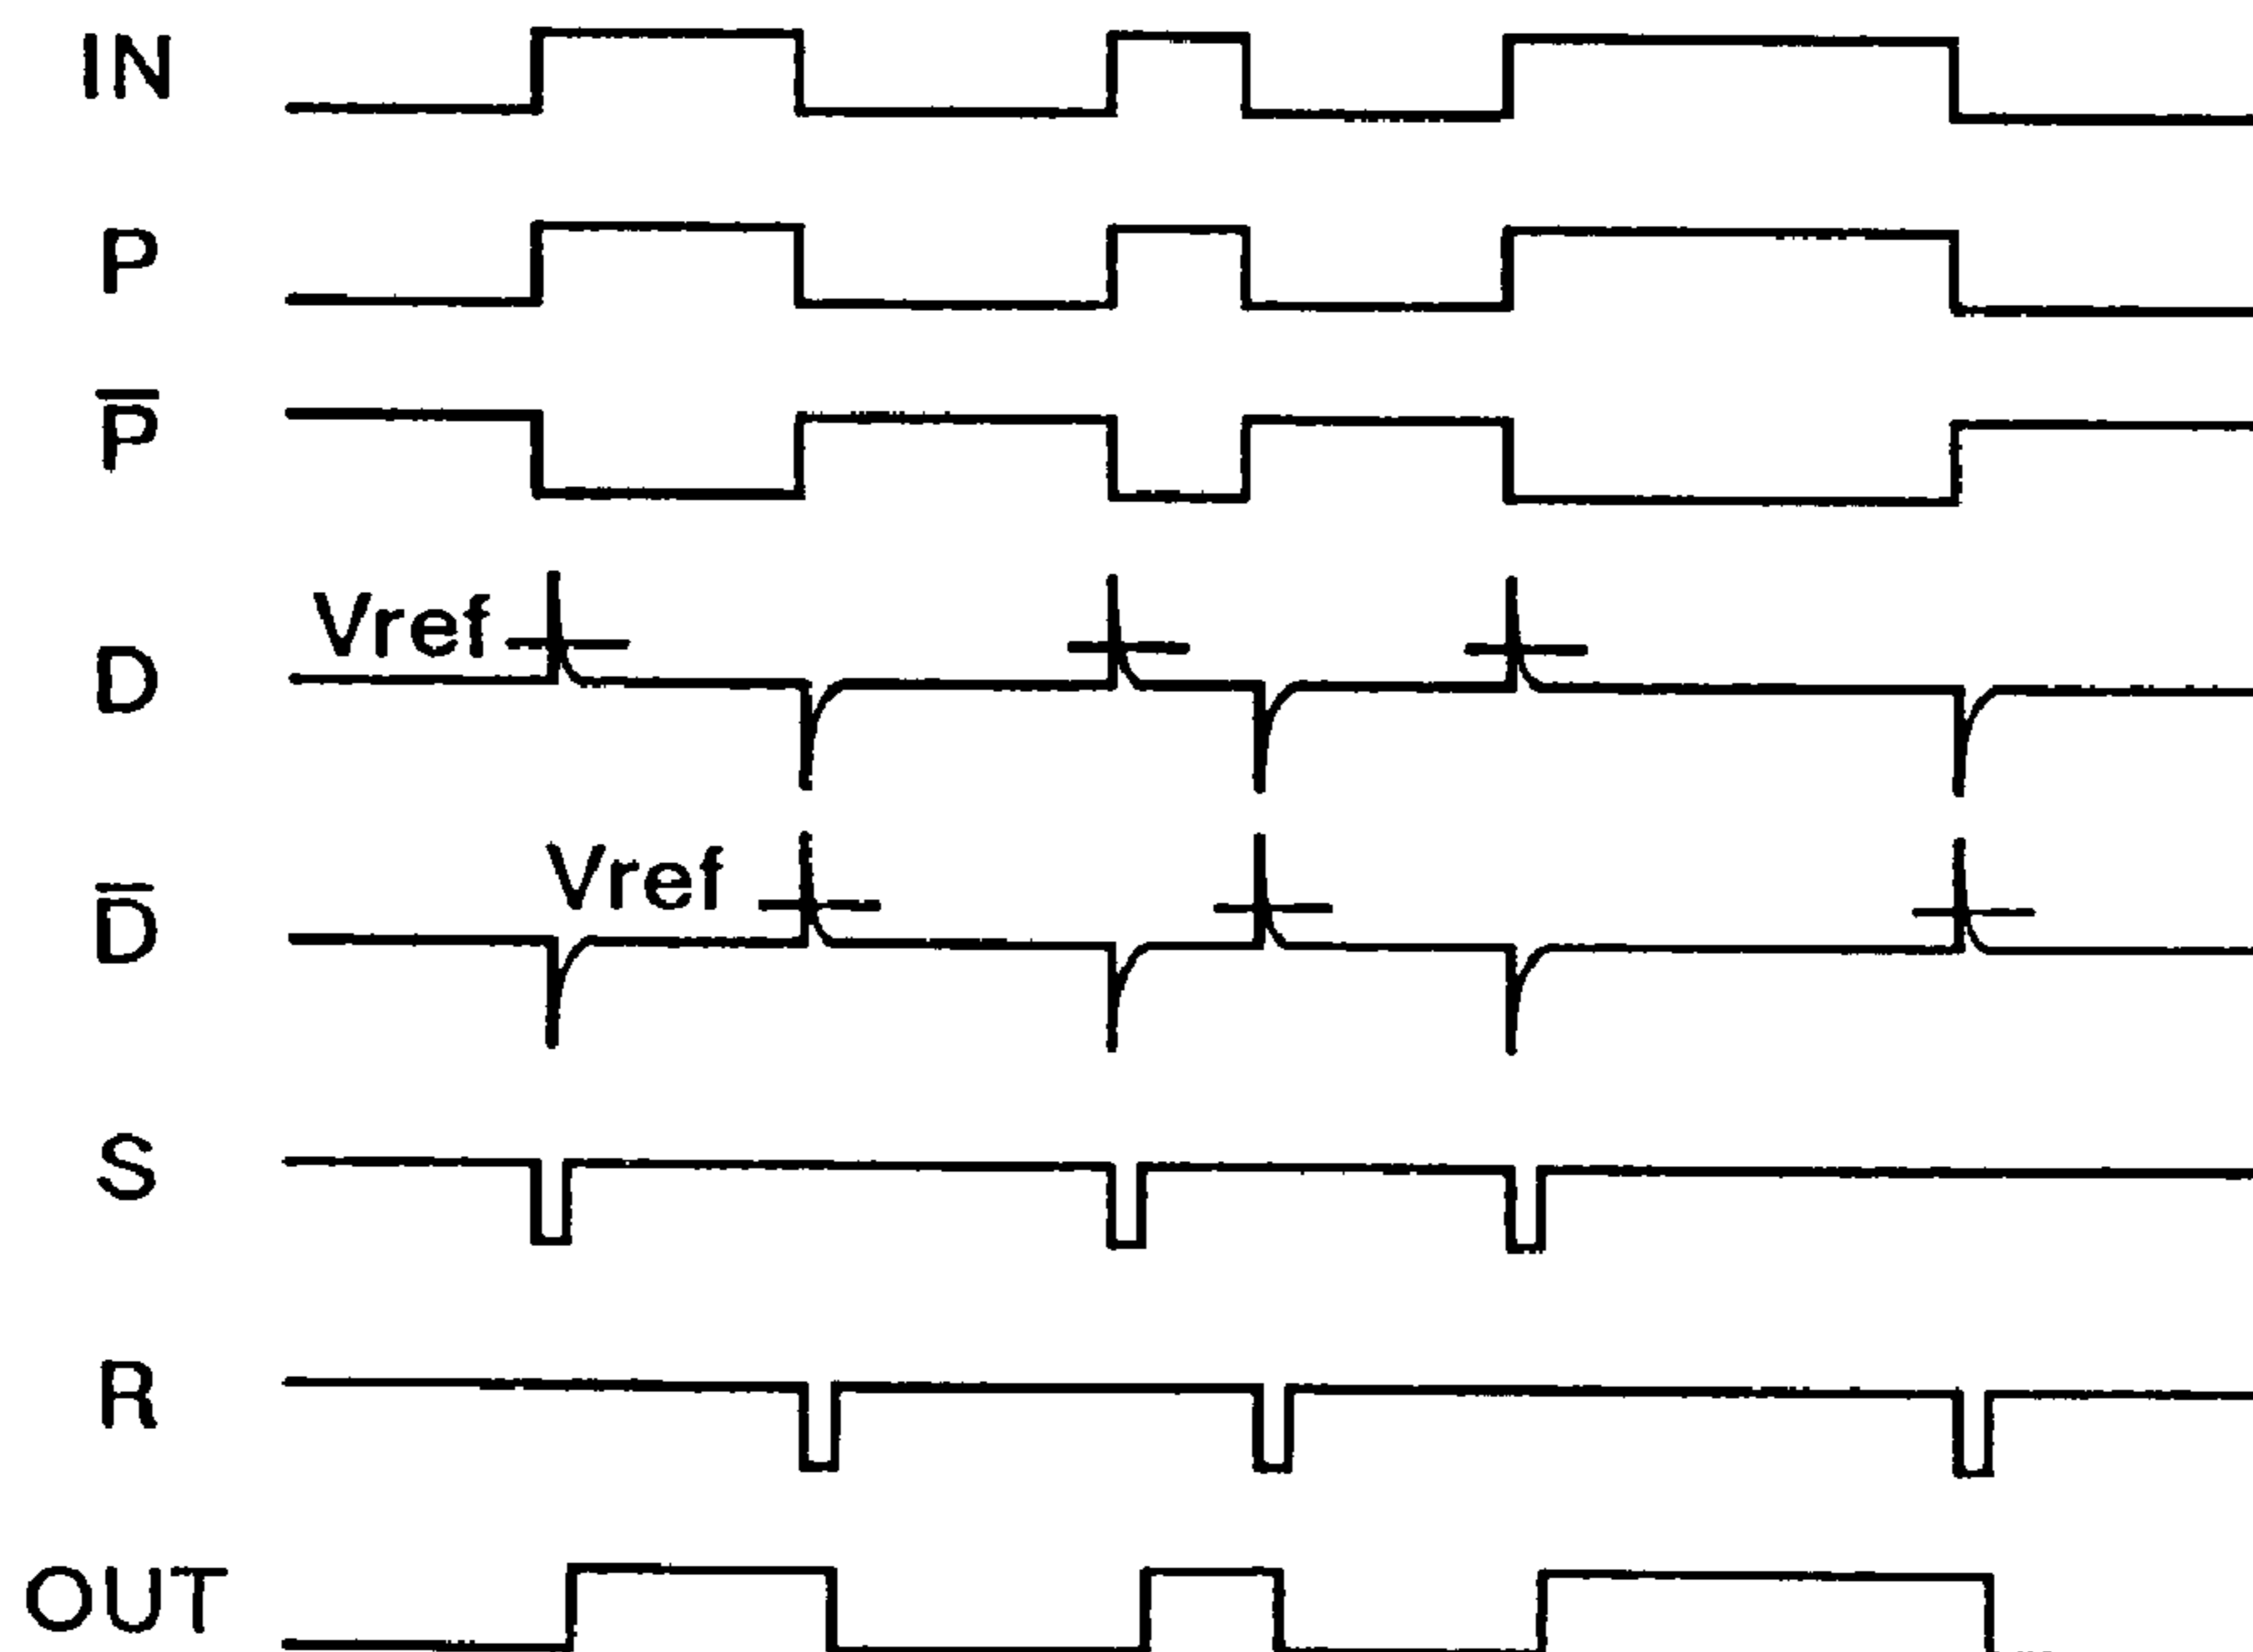 IN
P
P̅
Vref
D
Vref
D̅
S
R
OUT